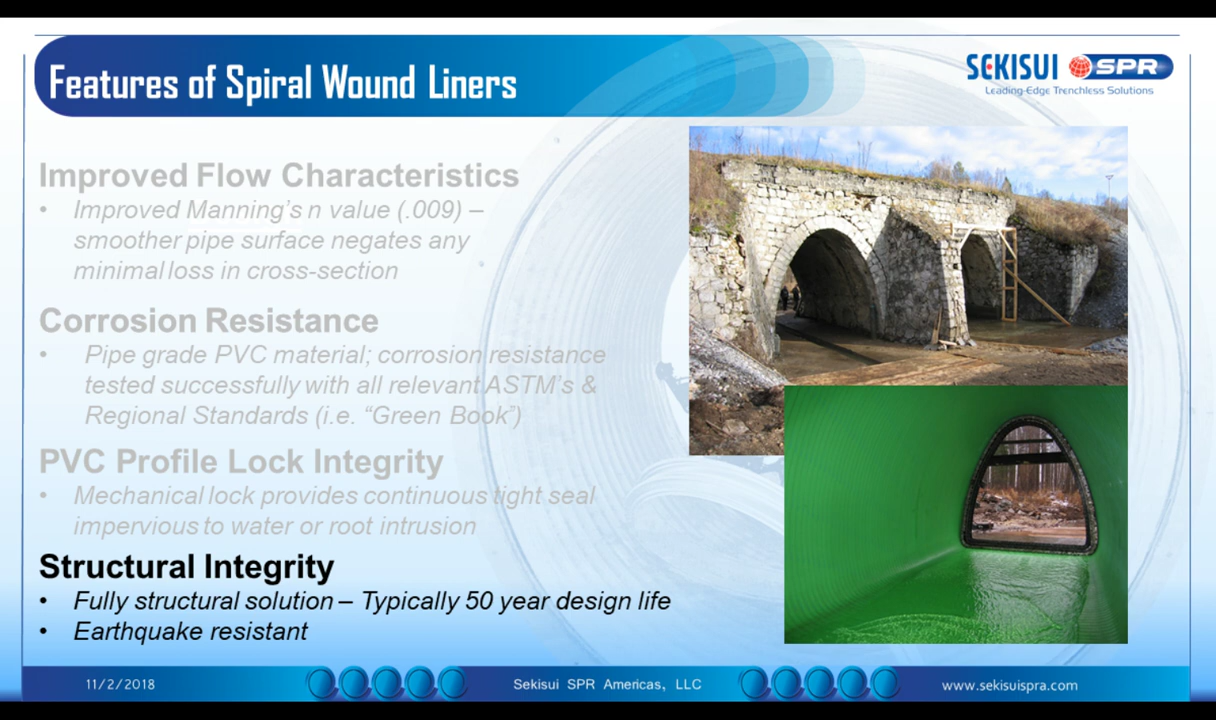 Features of Spiral Wound Liners
SEKISUI SPR
Leading-Edge Trenchless Solutions
Improved Flow Characteristics
• Improved Manning's n value (.009) –
smoother pipe surface negates any
minimal loss in cross-section
Corrosion Resistance
• Pipe grade PVC material; corrosion resistance
tested successfully with all relevant ASTM's &
Regional Standards (i.e. “Green Book”)
PVC Profile Lock Integrity
• Mechanical lock provides continuous tight seal
impervious to water or root intrusion
Structural Integrity
• Fully structural solution – Typically 50 year design life
• Earthquake resistant
11/2/2018
Sekisui SPR Americas, LLC
www.sekisuispra.com